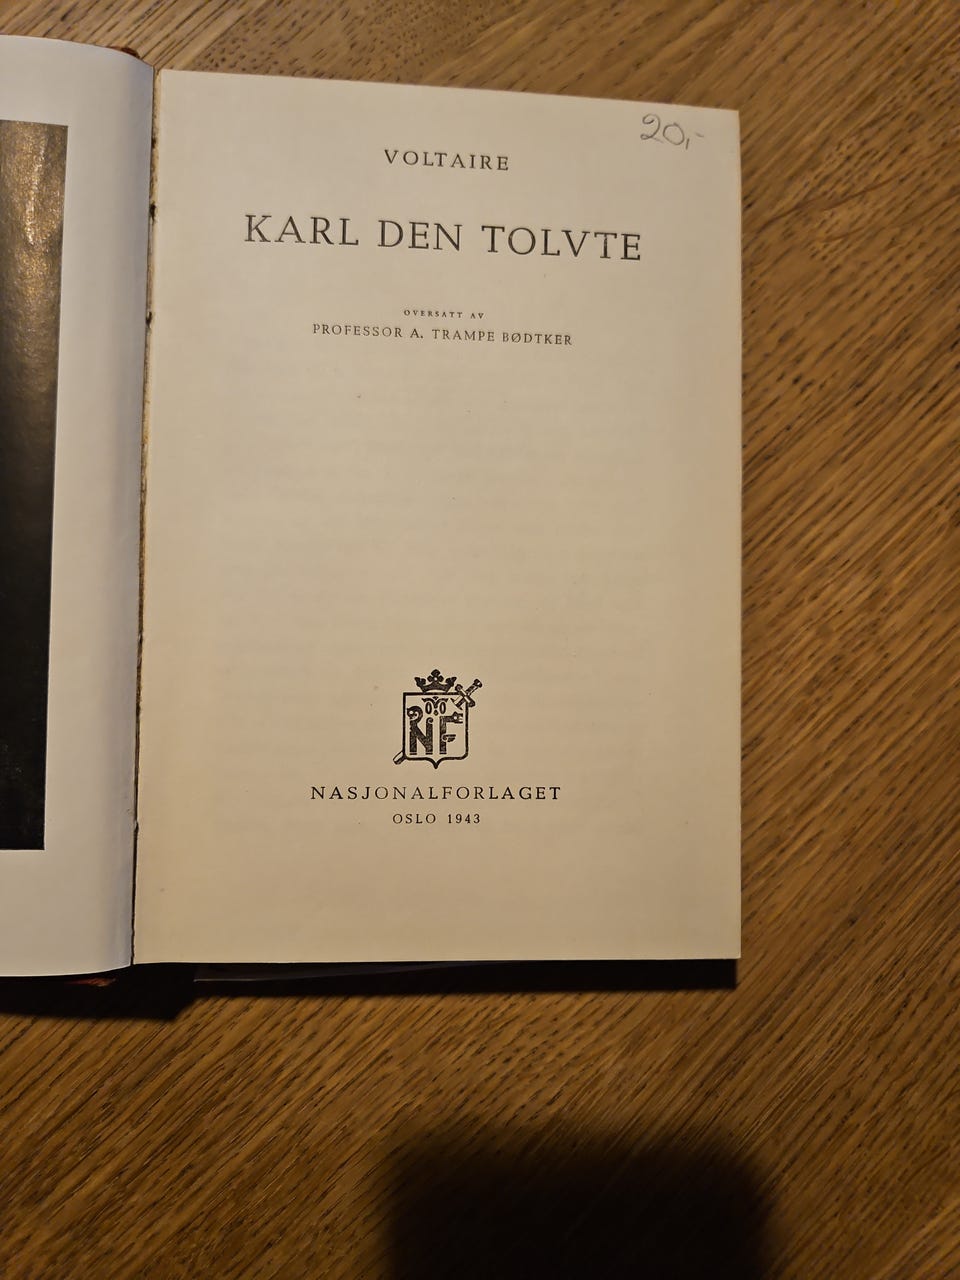 20,-
VOLTAIRE
KARL DEN TOLVTE
OVERSATT AV
PROFESSOR A. TRAMPE BØDTKER
NF
NASJONALFORLAGET
OSLO 1943